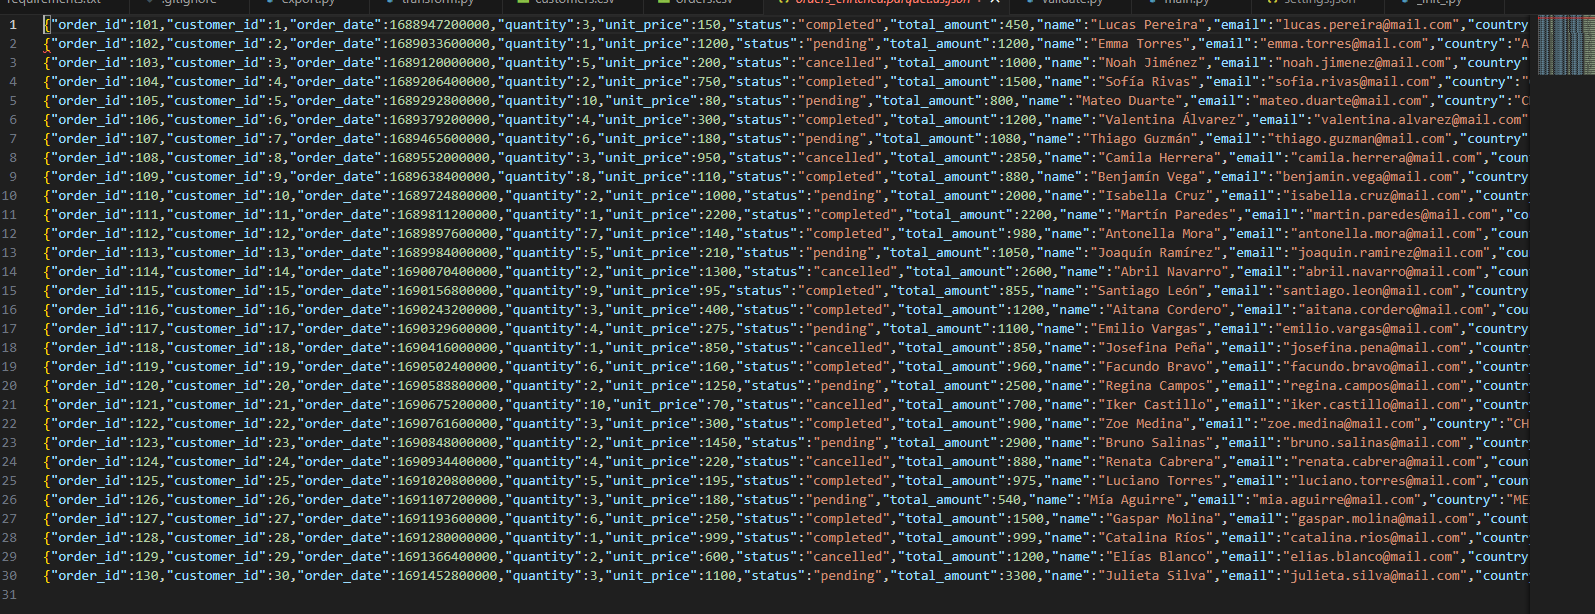 requirements.txt .gitignore export.py transform.py customers.csv orders.csv orders_enriched.parquet.as.json validate.py main.py settings.json _init_.py
1 {"order_id":101,"customer_id":1,"order_date":1688947200000,"quantity":3,"unit_price":150,"status":"completed","total_amount":450,"name":"Lucas Pereira","email":"lucas.pereira@mail.com","country
2 {"order_id":102,"customer_id":2,"order_date":1689033600000,"quantity":1,"unit_price":1200,"status":"pending","total_amount":1200,"name":"Emma Torres","email":"emma.torres@mail.com","country":"A
3 {"order_id":103,"customer_id":3,"order_date":1689120000000,"quantity":5,"unit_price":200,"status":"cancelled","total_amount":1000,"name":"Noah Jiménez","email":"noah.jimenez@mail.com","country"
4 {"order_id":104,"customer_id":4,"order_date":1689206400000,"quantity":2,"unit_price":750,"status":"completed","total_amount":1500,"name":"Sofía Rivas","email":"sofia.rivas@mail.com","country":"
5 {"order_id":105,"customer_id":5,"order_date":1689292800000,"quantity":10,"unit_price":80,"status":"pending","total_amount":800,"name":"Mateo Duarte","email":"mateo.duarte@mail.com","country":"C
6 {"order_id":106,"customer_id":6,"order_date":1689379200000,"quantity":4,"unit_price":300,"status":"completed","total_amount":1200,"name":"Valentina Álvarez","email":"valentina.alvarez@mail.com"
7 {"order_id":107,"customer_id":7,"order_date":1689465600000,"quantity":6,"unit_price":180,"status":"pending","total_amount":1080,"name":"Thiago Guzmán","email":"thiago.guzman@mail.com","country"
8 {"order_id":108,"customer_id":8,"order_date":1689552000000,"quantity":3,"unit_price":950,"status":"cancelled","total_amount":2850,"name":"Camila Herrera","email":"camila.herrera@mail.com","coun
9 {"order_id":109,"customer_id":9,"order_date":1689638400000,"quantity":8,"unit_price":110,"status":"completed","total_amount":880,"name":"Benjamín Vega","email":"benjamin.vega@mail.com","country
10 {"order_id":110,"customer_id":10,"order_date":1689724800000,"quantity":2,"unit_price":1000,"status":"pending","total_amount":2000,"name":"Isabella Cruz","email":"isabella.cruz@mail.com","countr
11 {"order_id":111,"customer_id":11,"order_date":1689811200000,"quantity":1,"unit_price":2200,"status":"completed","total_amount":2200,"name":"Martín Paredes","email":"martin.paredes@mail.com","co
12 {"order_id":112,"customer_id":12,"order_date":1689897600000,"quantity":7,"unit_price":140,"status":"completed","total_amount":980,"name":"Antonella Mora","email":"antonella.mora@mail.com","coun
13 {"order_id":113,"customer_id":13,"order_date":1689984000000,"quantity":5,"unit_price":210,"status":"pending","total_amount":1050,"name":"Joaquín Ramírez","email":"joaquin.ramirez@mail.com","cou
14 {"order_id":114,"customer_id":14,"order_date":1690070400000,"quantity":2,"unit_price":1300,"status":"cancelled","total_amount":2600,"name":"Abril Navarro","email":"abril.navarro@mail.com","coun
15 {"order_id":115,"customer_id":15,"order_date":1690156800000,"quantity":9,"unit_price":95,"status":"completed","total_amount":855,"name":"Santiago León","email":"santiago.leon@mail.com","country
16 {"order_id":116,"customer_id":16,"order_date":1690243200000,"quantity":3,"unit_price":400,"status":"completed","total_amount":1200,"name":"Aitana Cordero","email":"aitana.cordero@mail.com","cou
17 {"order_id":117,"customer_id":17,"order_date":1690329600000,"quantity":4,"unit_price":275,"status":"pending","total_amount":1100,"name":"Emilio Vargas","email":"emilio.vargas@mail.com","country
18 {"order_id":118,"customer_id":18,"order_date":1690416000000,"quantity":1,"unit_price":850,"status":"cancelled","total_amount":850,"name":"Josefina Peña","email":"josefina.pena@mail.com","countr
19 {"order_id":119,"customer_id":19,"order_date":1690502400000,"quantity":6,"unit_price":160,"status":"completed","total_amount":960,"name":"Facundo Bravo","email":"facundo.bravo@mail.com","countr
20 {"order_id":120,"customer_id":20,"order_date":1690588800000,"quantity":2,"unit_price":1250,"status":"pending","total_amount":2500,"name":"Regina Campos","email":"regina.campos@mail.com","countr
21 {"order_id":121,"customer_id":21,"order_date":1690675200000,"quantity":10,"unit_price":70,"status":"cancelled","total_amount":700,"name":"Iker Castillo","email":"iker.castillo@mail.com","countr
22 {"order_id":122,"customer_id":22,"order_date":1690761600000,"quantity":3,"unit_price":300,"status":"completed","total_amount":900,"name":"Zoe Medina","email":"zoe.medina@mail.com","country":"CH
23 {"order_id":123,"customer_id":23,"order_date":1690848000000,"quantity":2,"unit_price":1450,"status":"pending","total_amount":2900,"name":"Bruno Salinas","email":"bruno.salinas@mail.com","countr
24 {"order_id":124,"customer_id":24,"order_date":1690934400000,"quantity":4,"unit_price":220,"status":"cancelled","total_amount":880,"name":"Renata Cabrera","email":"renata.cabrera@mail.com","coun
25 {"order_id":125,"customer_id":25,"order_date":1691020800000,"quantity":5,"unit_price":195,"status":"completed","total_amount":975,"name":"Luciano Torres","email":"luciano.torres@mail.com","coun
26 {"order_id":126,"customer_id":26,"order_date":1691107200000,"quantity":3,"unit_price":180,"status":"pending","total_amount":540,"name":"Mía Aguirre","email":"mia.aguirre@mail.com","country":"ME
27 {"order_id":127,"customer_id":27,"order_date":1691193600000,"quantity":6,"unit_price":250,"status":"completed","total_amount":1500,"name":"Gaspar Molina","email":"gaspar.molina@mail.com","count
28 {"order_id":128,"customer_id":28,"order_date":1691280000000,"quantity":1,"unit_price":999,"status":"completed","total_amount":999,"name":"Catalina Ríos","email":"catalina.rios@mail.com","countr
29 {"order_id":129,"customer_id":29,"order_date":1691366400000,"quantity":2,"unit_price":600,"status":"cancelled","total_amount":1200,"name":"Elías Blanco","email":"elias.blanco@mail.com","country
30 {"order_id":130,"customer_id":30,"order_date":1691452800000,"quantity":3,"unit_price":1100,"status":"pending","total_amount":3300,"name":"Julieta Silva","email":"julieta.silva@mail.com","countr
31